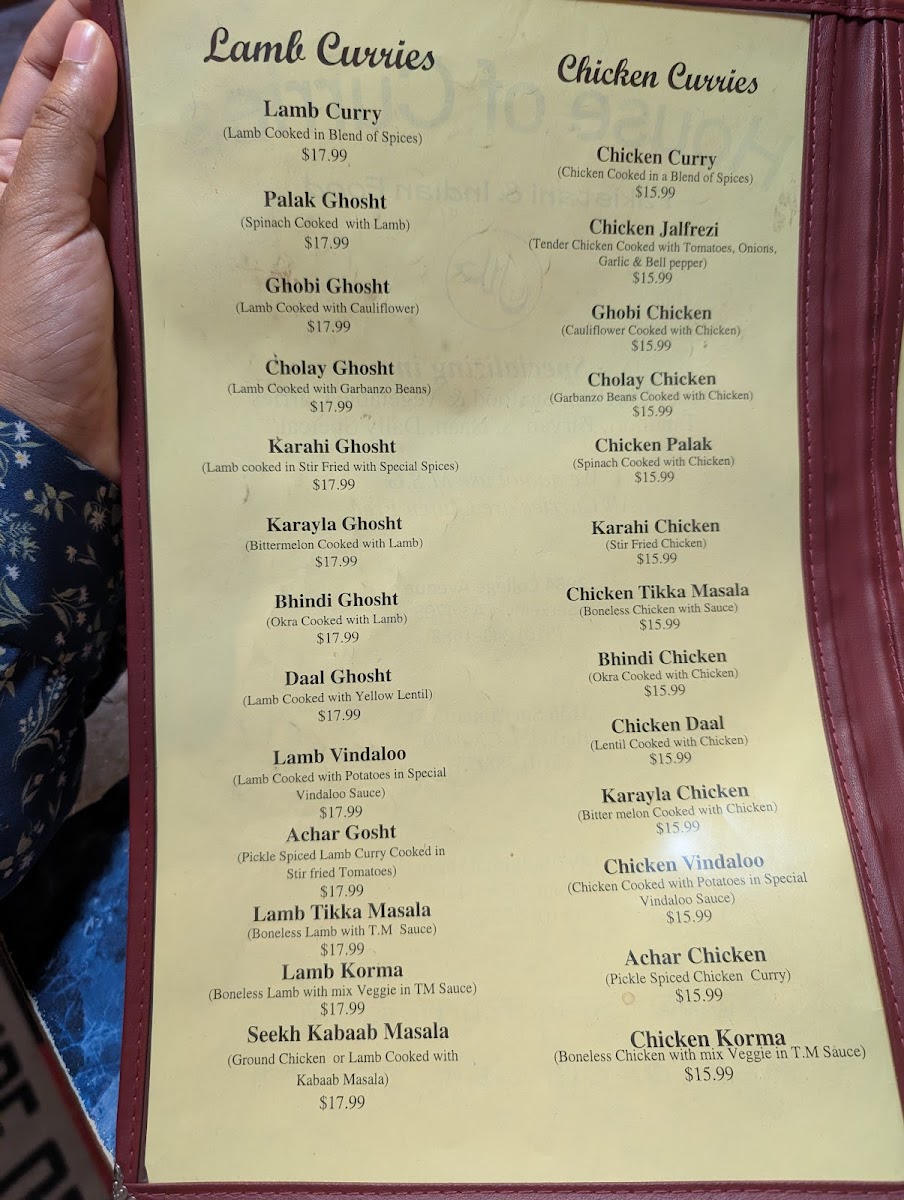 Lamb Curries
Lamb Curry
(Lamb Cooked in Blend of Spices)
$17.99
Palak Ghosht
(Spinach Cooked with Lamb)
$17.99
Ghobi Ghosht
(Lamb Cooked with Cauliflower)
$17.99
Cholay Ghosht
(Lamb Cooked with Garbanzo Beans)
$17.99
Karahi Ghosht
(Lamb cooked in Stir Fried with Special Spices)
$17.99
Karayla Ghosht
(Bittermelon Cooked with Lamb)
$17.99
Bhindi Ghosht
(Okra Cooked with Lamb)
$17.99
Daal Ghosht
(Lamb Cooked with Yellow Lentil)
$17.99
Lamb Vindaloo
(Lamb Cooked with Potatoes in Special
Vindaloo Sauce)
$17.99
Achar Gosht
(Pickle Spiced Lamb Curry Cooked in
Stir fried Tomatoes)
$17.99
Lamb Tikka Masala
(Boneless Lamb with T.M Sauce)
$17.99
Lamb Korma
(Boneless Lamb with mix Veggie in TM Sauce)
$17.99
Seekh Kabaab Masala
(Ground Chicken or Lamb Cooked with
Kabaab Masala)
$17.99
Chicken Curries
Chicken Curry
(Chicken Cooked in a Blend of Spices)
$15.99
Chicken Jalfrezi
(Tender Chicken Cooked with Tomatoes, Onions,
Garlic & Bell pepper)
$15.99
Ghobi Chicken
(Cauliflower Cooked with Chicken)
$15.99
Cholay Chicken
(Garbanzo Beans Cooked with Chicken)
$15.99
Chicken Palak
(Spinach Cooked with Chicken)
$15.99
Karahi Chicken
(Stir Fried Chicken)
$15.99
Chicken Tikka Masala
(Boneless Chicken with Sauce)
$15.99
Bhindi Chicken
(Okra Cooked with Chicken)
$15.99
Chicken Daal
(Lentil Cooked with Chicken)
$15.99
Karayla Chicken
(Bitter melon Cooked with Chicken)
$15.99
Chicken Vindaloo
(Chicken Cooked with Potatoes in Special
Vindaloo Sauce)
$15.99
Achar Chicken
(Pickle Spiced Chicken Curry)
$15.99
Chicken Korma
(Boneless Chicken with mix Veggie in T.M Sauce)
$15.99